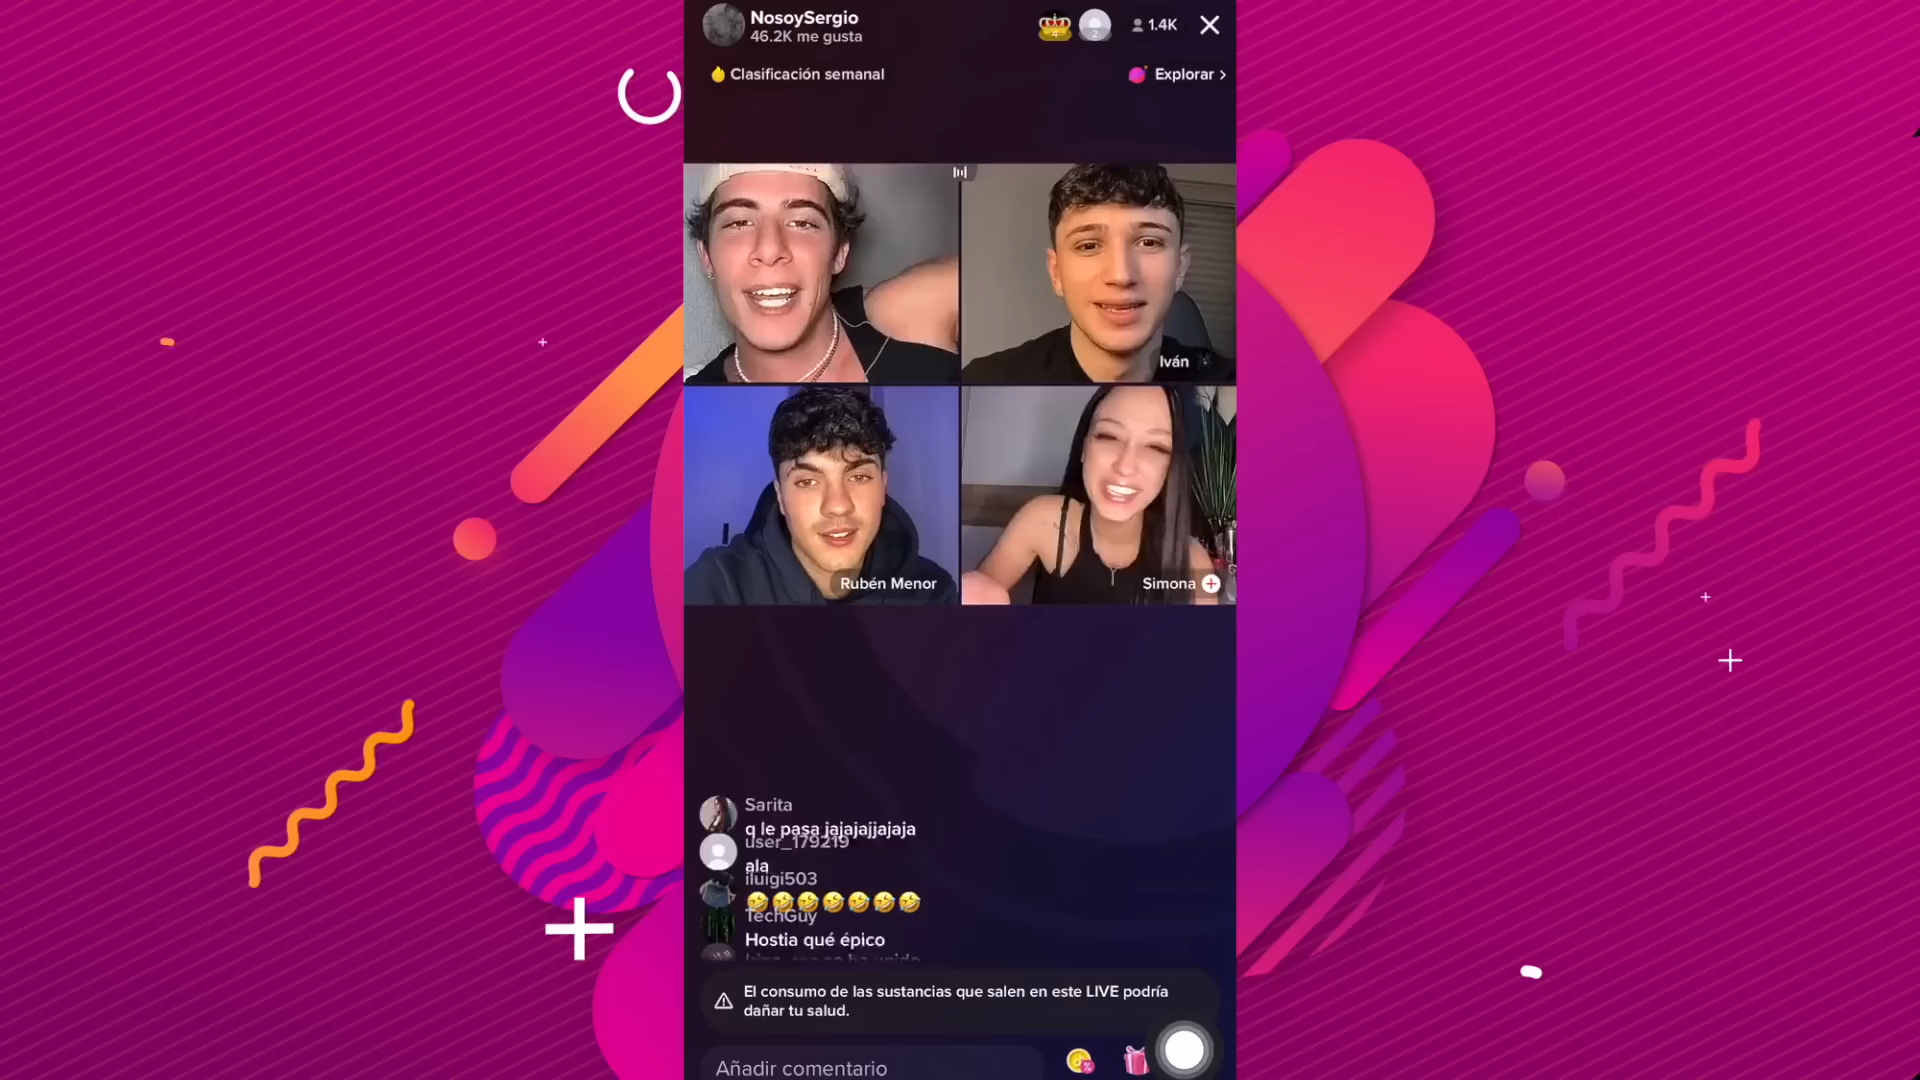 NosoySergio
46.2K me gusta
4
2
1.4K
Clasificación semanal
Explorar
Iván
Rubén Menor
Simona
Sarita
q le pasa jajajajjajaja
user_179219
ala
iluigi503
🤣🤣🤣🤣🤣🤣🤣
TechGuy
Hostia qué épico
El consumo de las sustancias que salen en este LIVE podría
dañar tu salud.
Añadir comentario